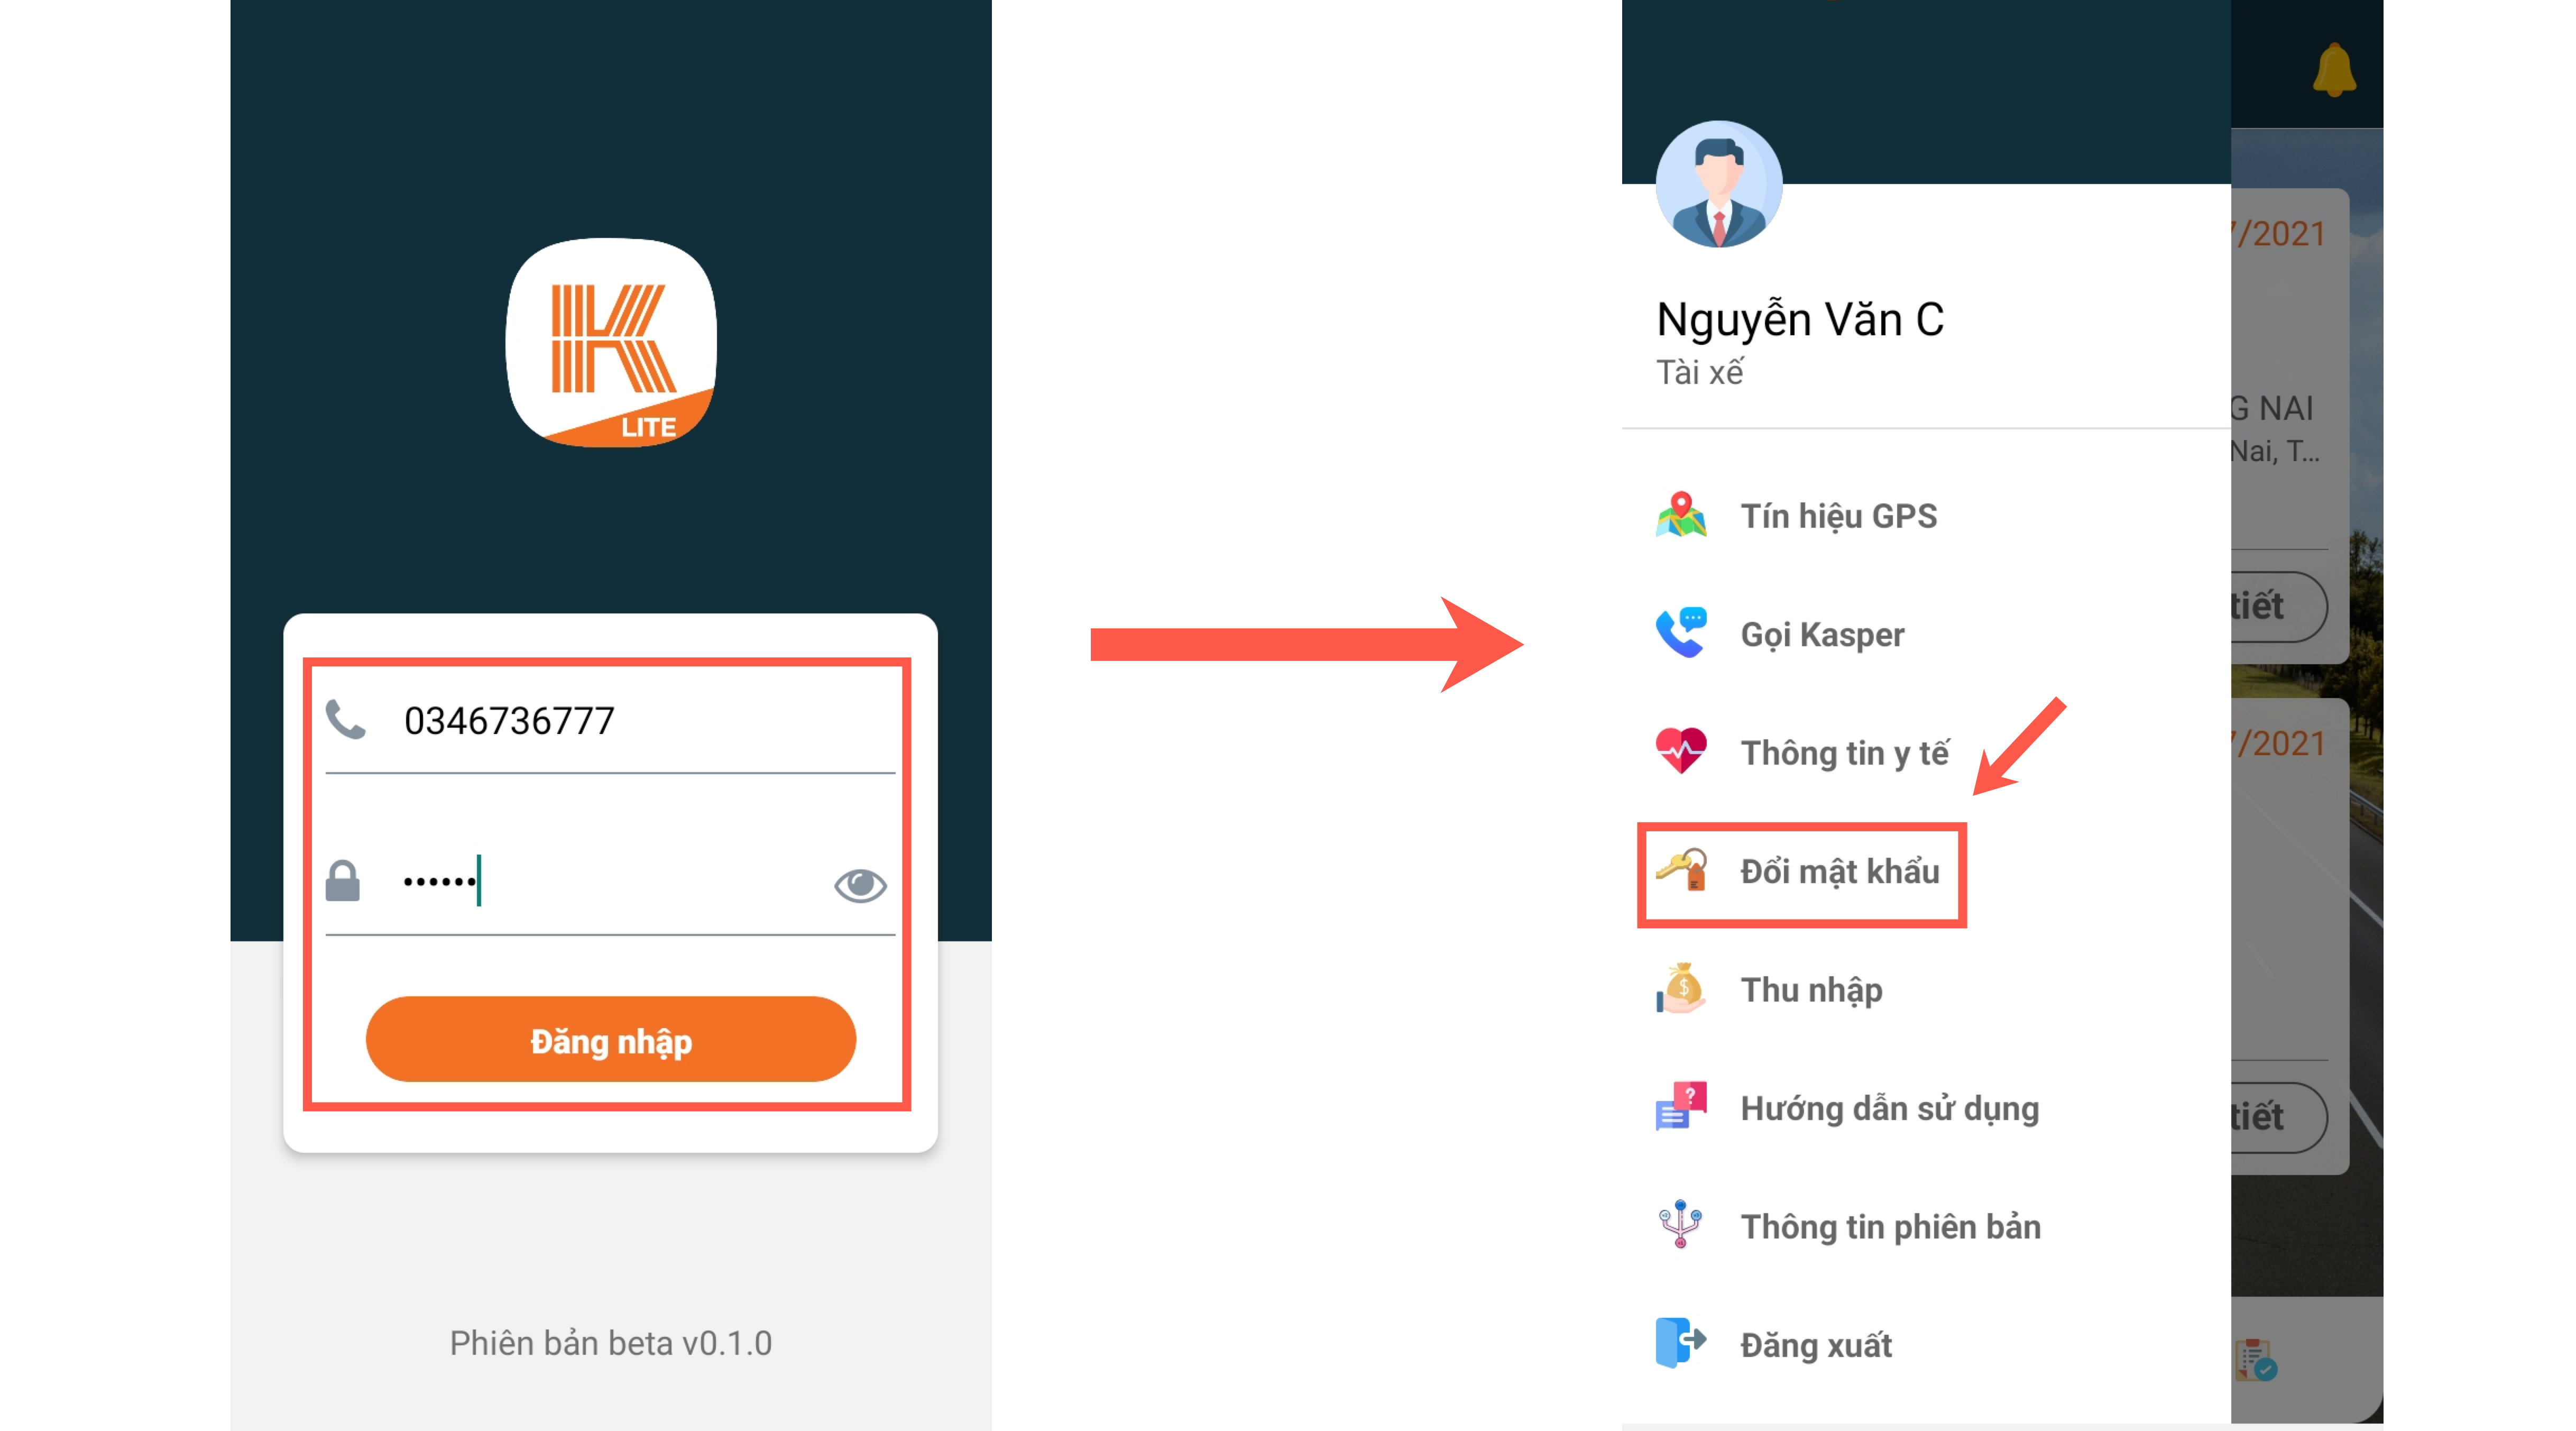 K
LITE
0346736777
Đăng nhập
Phiên bản beta v0.1.0
Nguyễn Văn C
Tài xế
Tín hiệu GPS
Gọi Kasper
Thông tin y tế
Đổi mật khẩu
Thu nhập
Hướng dẫn sử dụng
Thông tin phiên bản
Đăng xuất
/2021
G NAI
Nai, T...
tiết
/2021
tiết